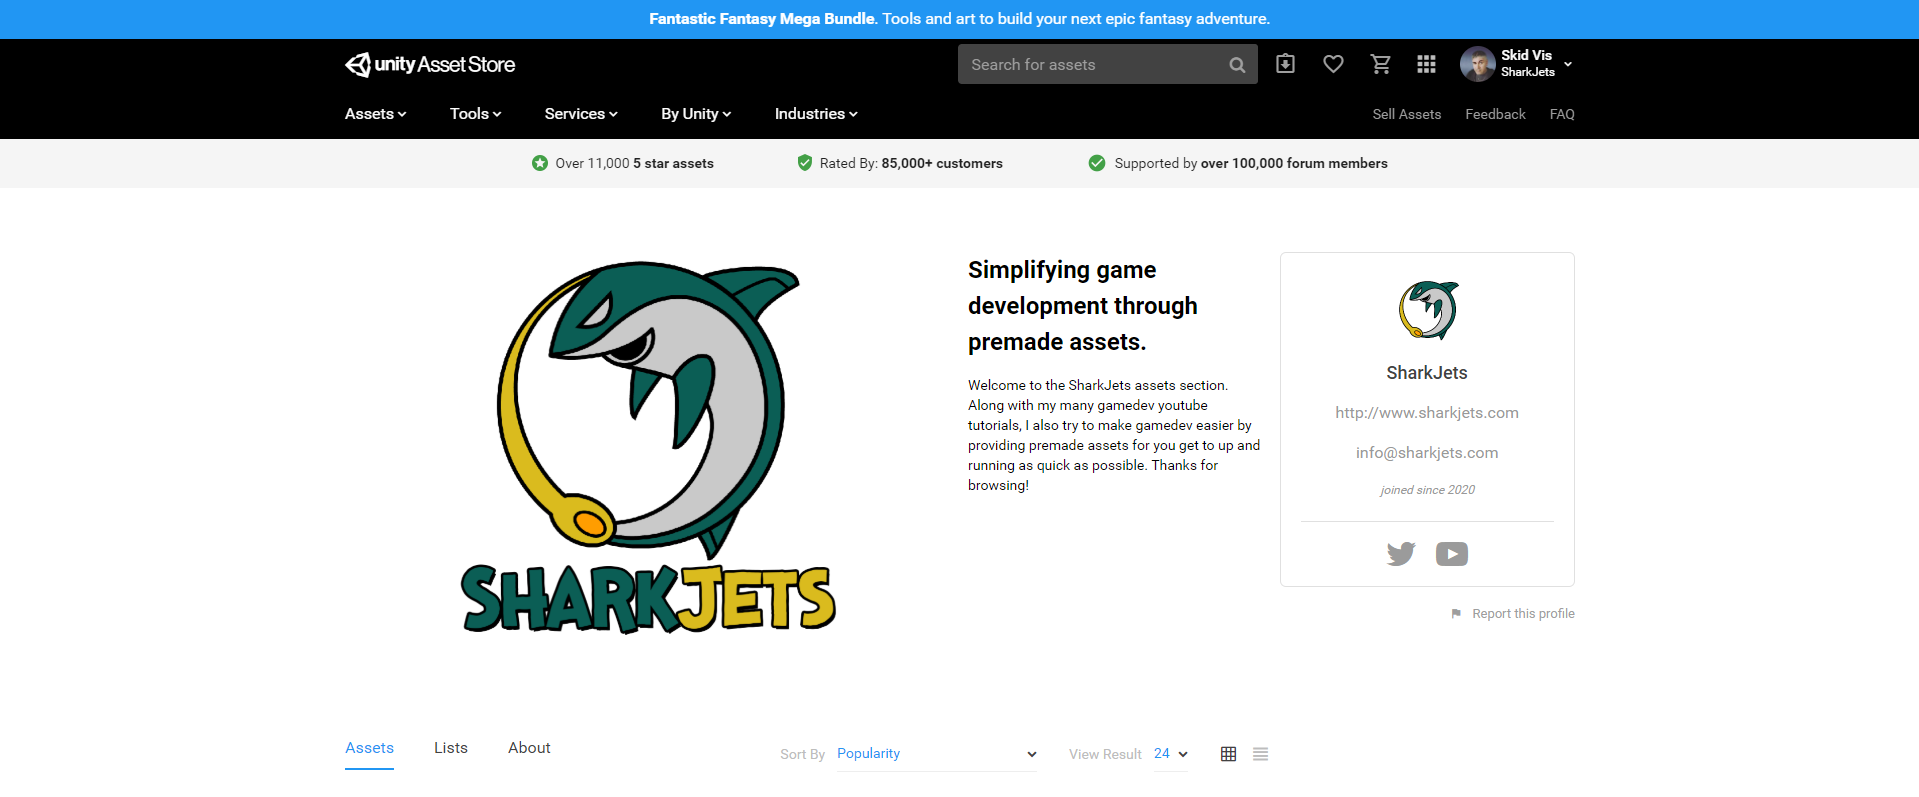 Fantastic Fantasy Mega Bundle. Tools and art to build your next epic fantasy adventure.
unity Asset Store
Search for assets
Skid Vis
SharkJets
Assets
Tools
Services
By Unity
Industries
Sell Assets
Feedback
FAQ
Over 11,000 5 star assets
Rated By: 85,000+ customers
Supported by over 100,000 forum members
SHARKJETS
Simplifying game
development through
premade assets.
Welcome to the SharkJets assets section.
Along with my many gamedev youtube
tutorials, I also try to make gamedev easier by
providing premade assets for you get to up and
running as quick as possible. Thanks for
browsing!
SharkJets
http://www.sharkjets.com
info@sharkjets.com
joined since 2020
Report this profile
Assets
Lists
About
Sort By
Popularity
View Result
24